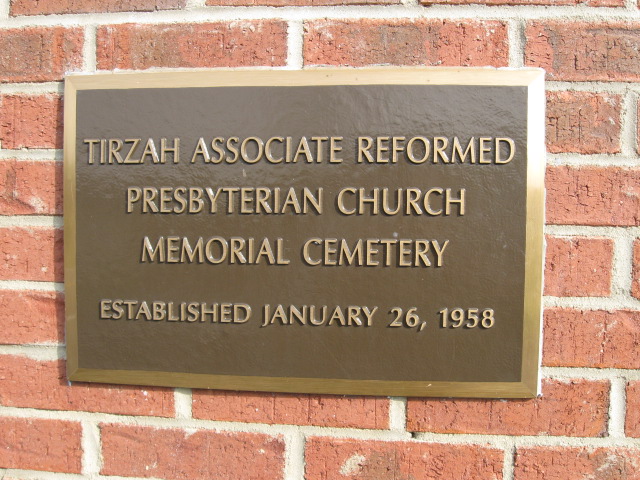 TIRZAH ASSOCIATE REFORMED
PRESBYTERIAN CHURCH
MEMORIAL CEMETERY
ESTABLISHED JANUARY 26, 1958